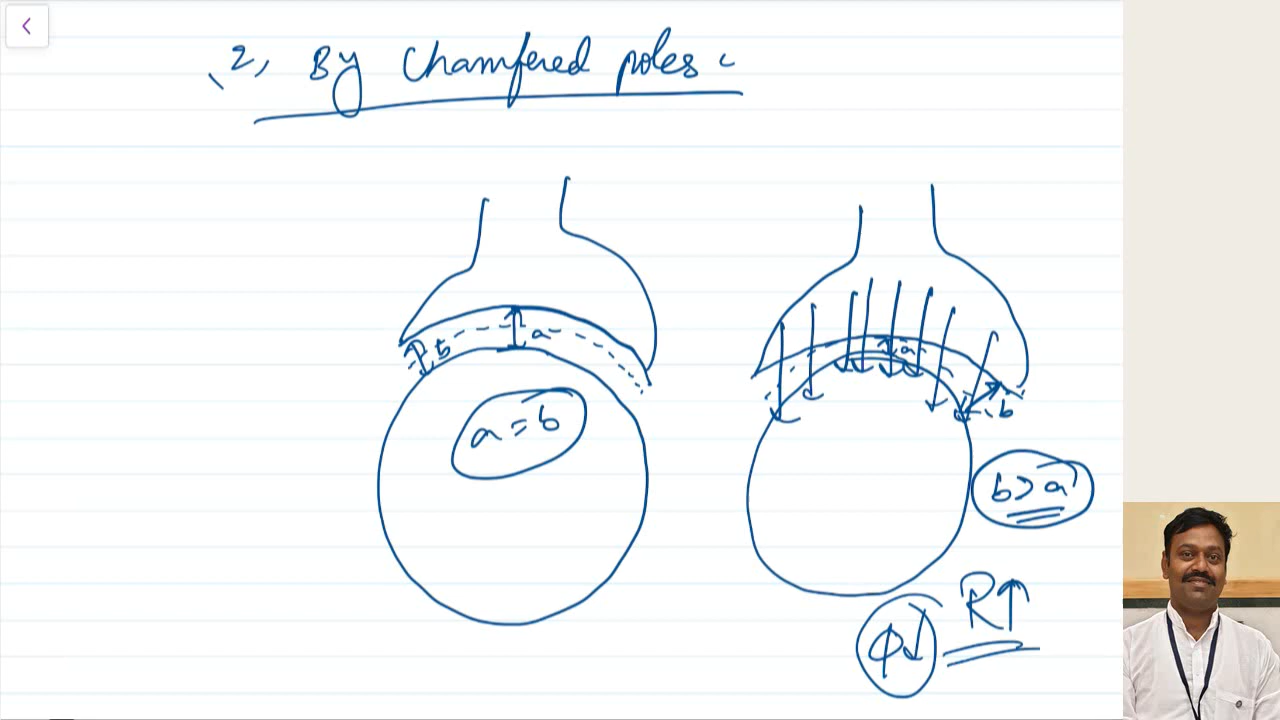 (2) By Chamfered poles :
b
a
a = b
a
b
b > a
R↑
φ↓